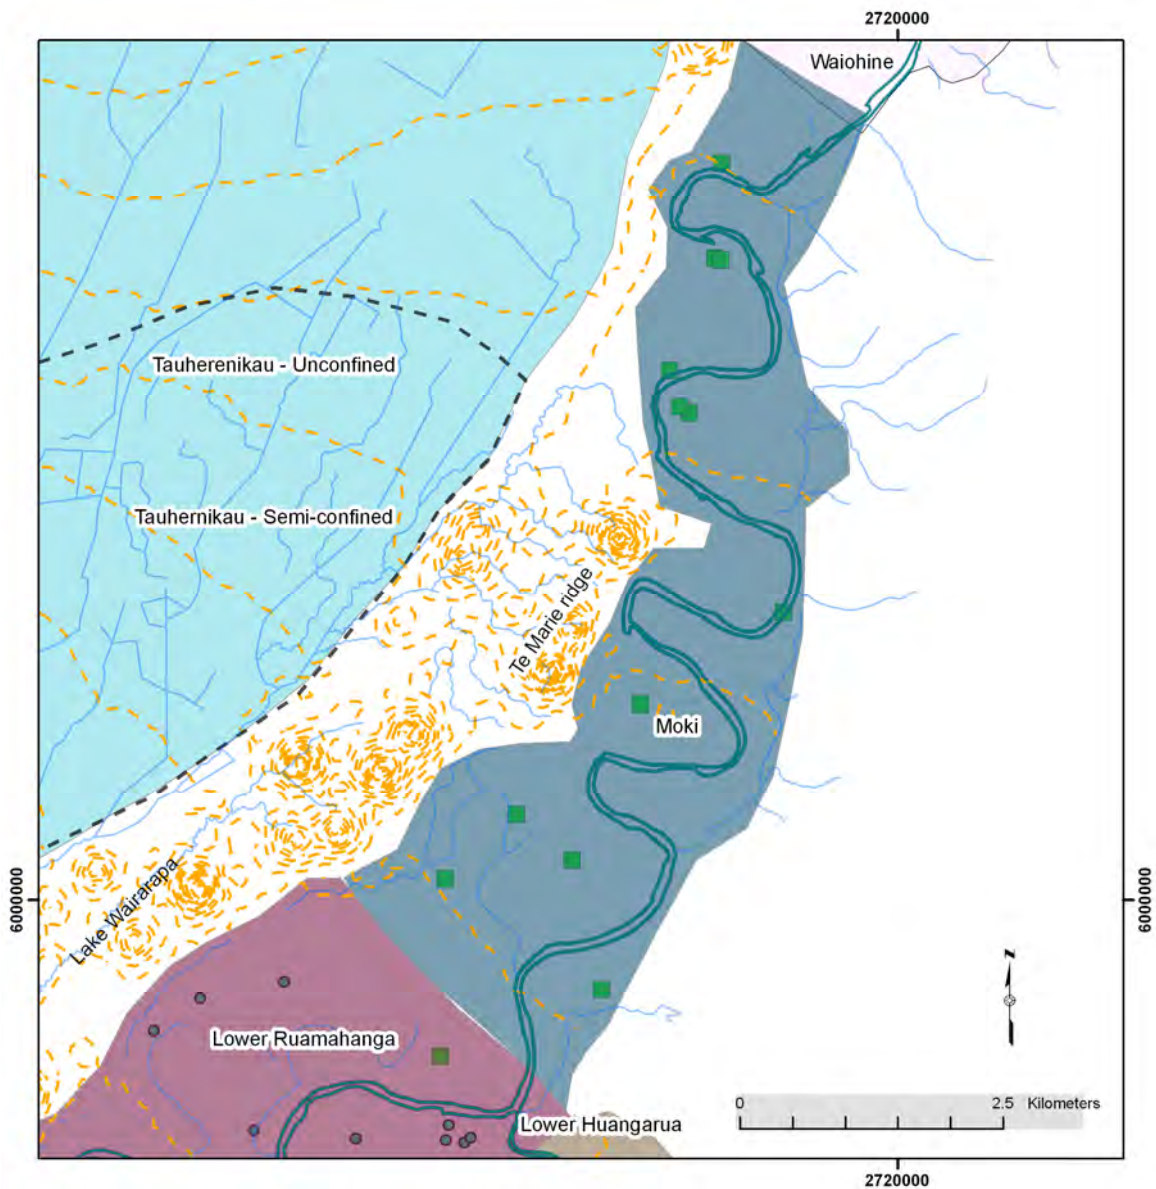 2720000
Waiohine
Tauherenikau - Unconfined
Tauhernikau - Semi-confined
Te Marie ridge
Moki
Lake Wairarapa
6000000
6000000
N
Lower Ruamahanga
0 2.5 Kilometers
Lower Huangarua
2720000